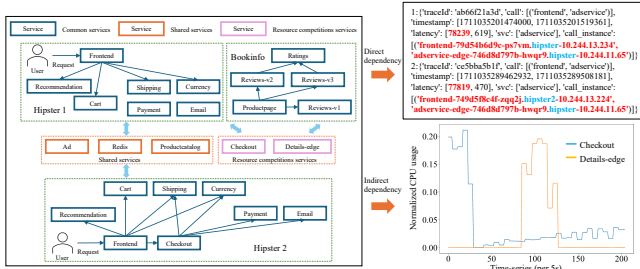 Service Common services Service Shared services Service Resource competitions services
User
Request
Frontend
Recommendation
Shipping
Currency
Cart
Payment
Email
Hipster 1
Bookinfo
Ratings
Reviews-v2
Reviews-v3
Productpage
Reviews-v1
Ad Redis Productcatalog
Shared services
Checkout Details-edge
Resource competitions services
Cart Shipping Currency
Recommendation
Payment Email
User
Request
Frontend Checkout
Hipster 2
Direct
dependency
Indirect
dependency
1: {'traceId': 'ab66f21a3d', 'call': [('frontend', 'adservice')],
'timestamp': [1711035201474000, 1711035201519361],
'latency': [78239, 619], 'svc': ['adservice'], 'call_instance':
[('frontend-79d54b6d9c-ps7vm.hipster-10.244.13.234',
'adservice-edge-746d8d797b-hwqr9.hipster-10.244.11.65')]}
2: {'traceId': 'ce5bba5b1f', 'call': [('frontend', 'adservice')],
'timestamp': [1711035289462932, 1711035289508181],
'latency': [77819, 470], 'svc': ['adservice'], 'call_instance':
[('frontend-749d5f8c4f-zqq2j.hipster2-10.244.13.224',
'adservice-edge-746d8d797b-hwqr9.hipster-10.244.11.65')]}
Normalized CPU usage
0.20
0.15
0.10
0.05
0.00
Checkout
Details-edge
0 50 100 150 200
Time-series (per 5s)